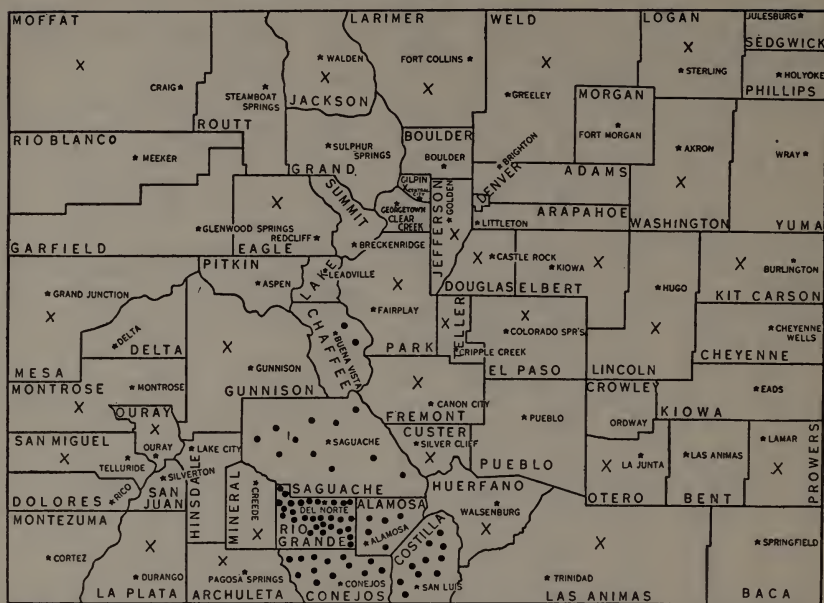 MOFFAT
LARIMER
WELD
LOGAN
JULESBURG
SEDGWICK
WALDEN
FORT COLLINS
CRAIG
STEAMBOAT
SPRINGS
JACKSON
GREELEY
STERLING
HOLYOKE
PHILLIPS
MORGAN
ROUTT
RIO BLANCO
MEEKER
SULPHUR
SPRINGS
GRAND
BOULDER
BOULDER
FORT MORGAN
AKRON
WRAY
BRIGHTON
ADAMS
GILPIN
CENTRAL
CITY
GEORGETOWN
CLEAR
CREEK
JEFFERSON
GOLDEN
DENVER
LITTLETON
ARAPAHOE
WASHINGTON
YUMA
SUMMIT
GLENWOOD SPRINGS
REDCLIFF
BRECKENRIDGE
GARFIELD
EAGLE
PITKIN
ASPEN
LAKE
LEADVILLE
CASTLE ROCK
KIOWA
HUGO
BURLINGTON
KIT CARSON
GRAND JUNCTION
FAIRPLAY
DOUGLAS
ELBERT
DELTA
DELTA
CHAFFEE
BUENA VISTA
TELLER
COLORADO SPR'S.
CHEYENNE
WELLS
MESA
GUNNISON
PARK
CRIPPLE CREEK
EL PASO
LINCOLN
CHEYENNE
MONTROSE
MONTROSE
GUNNISON
CANON CITY
FREMONT
CROWLEY
EADS
KIOWA
OURAY
OURAY
PUEBLO
ORDWAY
SAN MIGUEL
LAKE CITY
SAGUACHE
CUSTER
SILVER CLIFF
LAMAR
TELLURIDE
SILVERTON
LA JUNTA
LAS ANIMAS
PROWERS
DOLORES
RICO
SAN
JUAN
HINSDALE
MINERAL
CREEDE
SAGUACHE
HUERFANO
PUEBLO
OTERO
BENT
MONTEZUMA
DEL NORTE
RIO
GRANDE
ALAMOSA
ALAMOSA
COSTILLA
WALSENBURG
CORTEZ
SPRINGFIELD
DURANGO
PAGOSA SPRINGS
CONEJOS
SAN LUIS
TRINIDAD
LA PLATA
ARCHULETA
CONEJOS
LAS ANIMAS
BACA